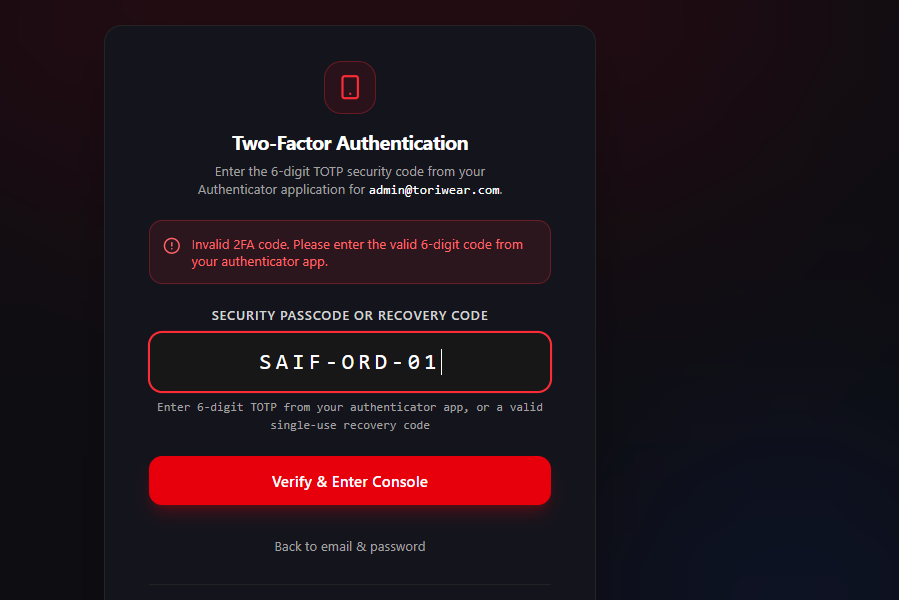 Two-Factor Authentication
Enter the 6-digit TOTP security code from your
Authenticator application for admin@toriwear.com.
Invalid 2FA code. Please enter the valid 6-digit code from
your authenticator app.
SECURITY PASSCODE OR RECOVERY CODE
SAIF-ORD-01
Enter 6-digit TOTP from your authenticator app, or a valid
single-use recovery code
Verify & Enter Console
Back to email & password